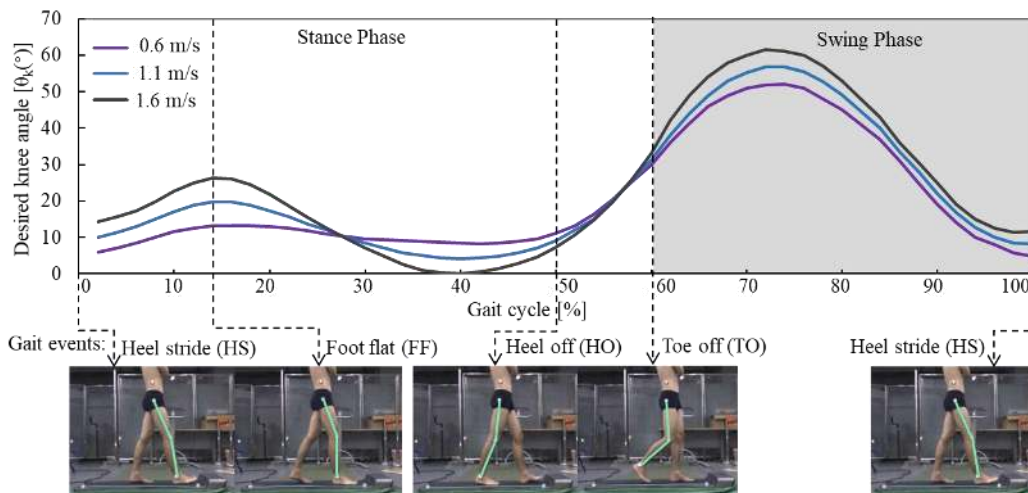 70
60
50
40
30
20
10
0
Desired knee angle [θk(°)]
0.6 m/s
1.1 m/s
1.6 m/s
Stance Phase
Swing Phase
0 10 20 30 40 50 60 70 80 90 100
Gait cycle [%]
Gait events:
Heel stride (HS)
Foot flat (FF)
Heel off (HO)
Toe off (TO)
Heel stride (HS)